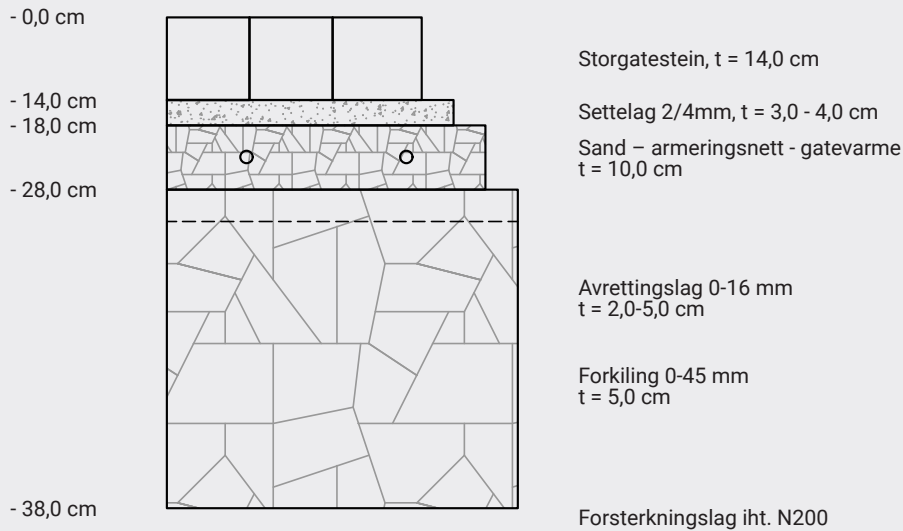 - 0,0 cm
Storgatestein, t = 14,0 cm
- 14,0 cm
Settelag 2/4mm, t = 3,0 - 4,0 cm
- 18,0 cm
Sand – armeringsnett - gatevarme
t = 10,0 cm
- 28,0 cm
Avrettingslag 0-16 mm
t = 2,0-5,0 cm
Forkiling 0-45 mm
t = 5,0 cm
- 38,0 cm
Forsterkningslag iht. N200